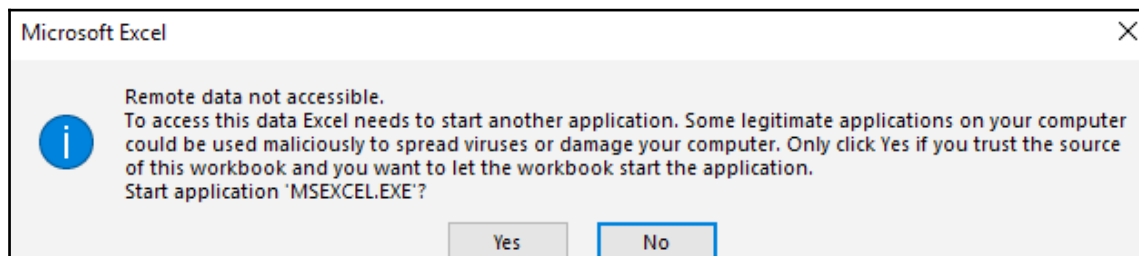 Microsoft Excel
Remote data not accessible.
To access this data Excel needs to start another application. Some legitimate applications on your computer
could be used maliciously to spread viruses or damage your computer. Only click Yes if you trust the source
of this workbook and you want to let the workbook start the application.
Start application 'MSEXCEL.EXE'?
Yes No